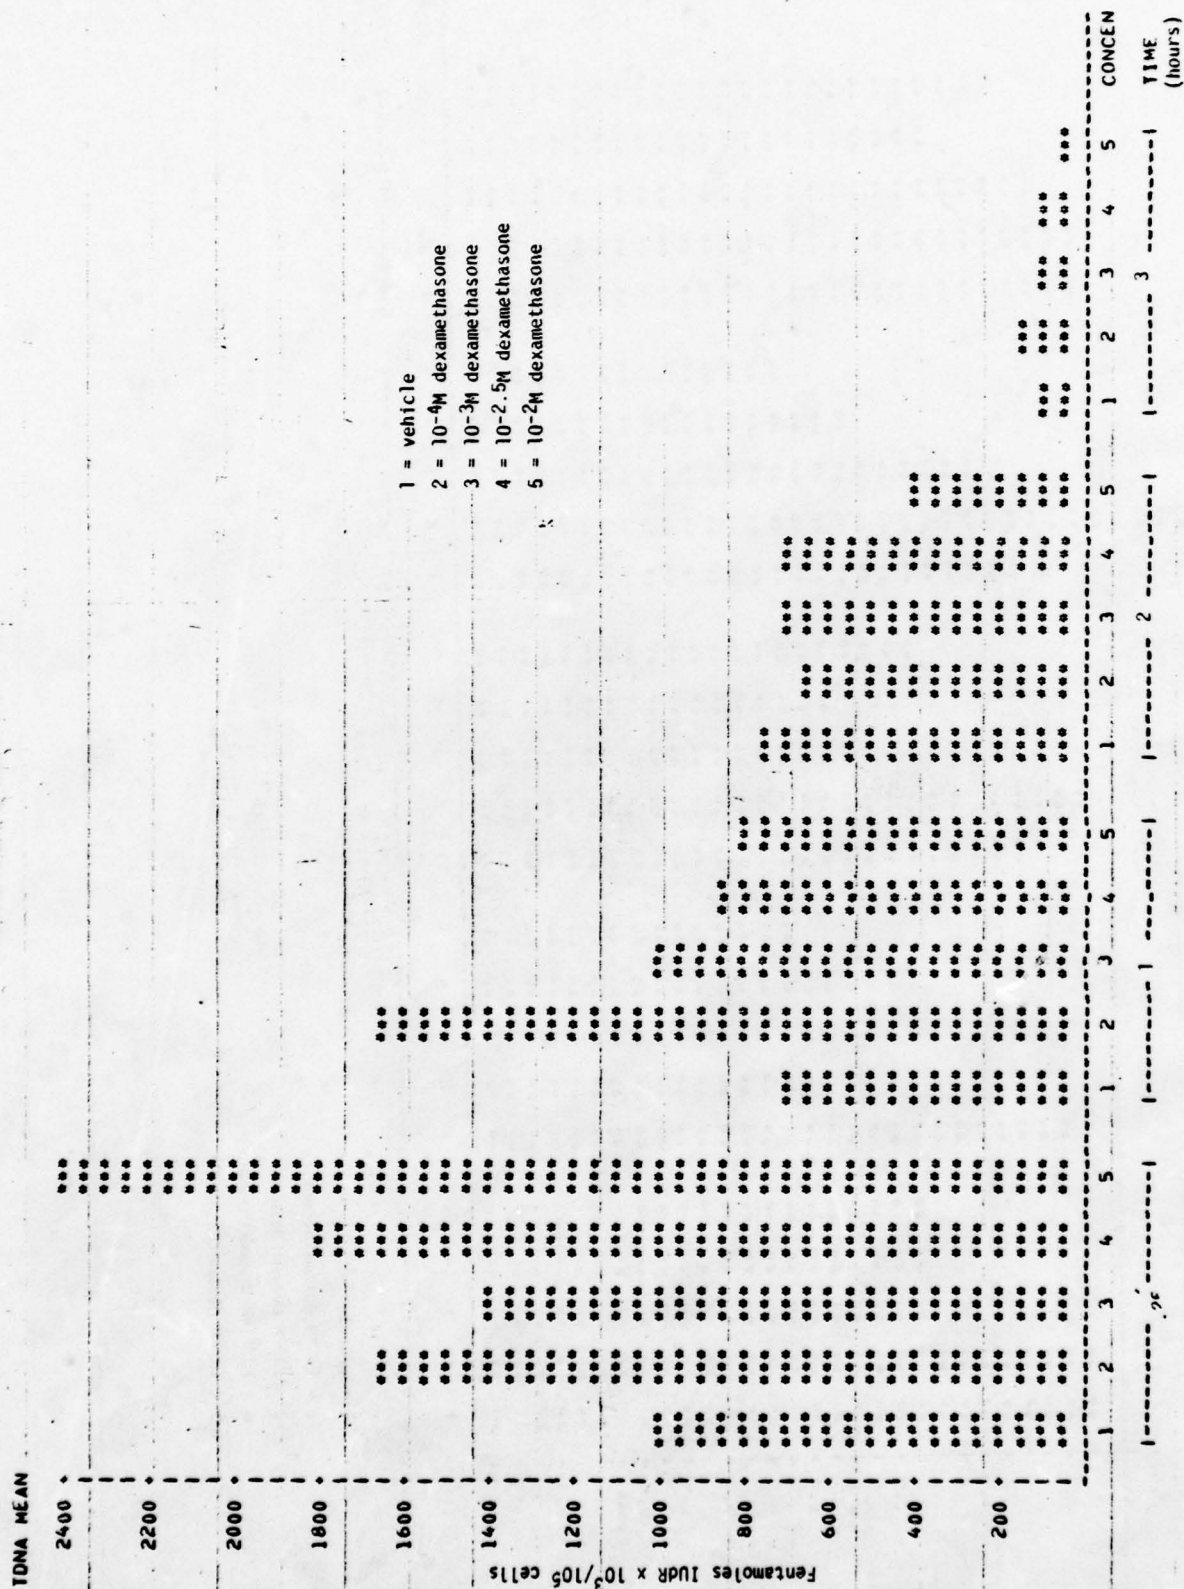 TDNA MEAN
2400
2200
2000
1800
1600
1400
1200
1000
800
600
400
200
Fentamoles IUdR x 10³/10⁵ cells
1 = vehicle
2 = 10⁻⁴M dexamethasone
3 = 10⁻³M dexamethasone
4 = 10⁻².5M dexamethasone
5 = 10⁻²M dexamethasone
1 2 3 4 5 1 2 3 4 5 1 2 3 4 5 1 2 3 4 5 CONCEN
1 2 3 TIME
(hours)